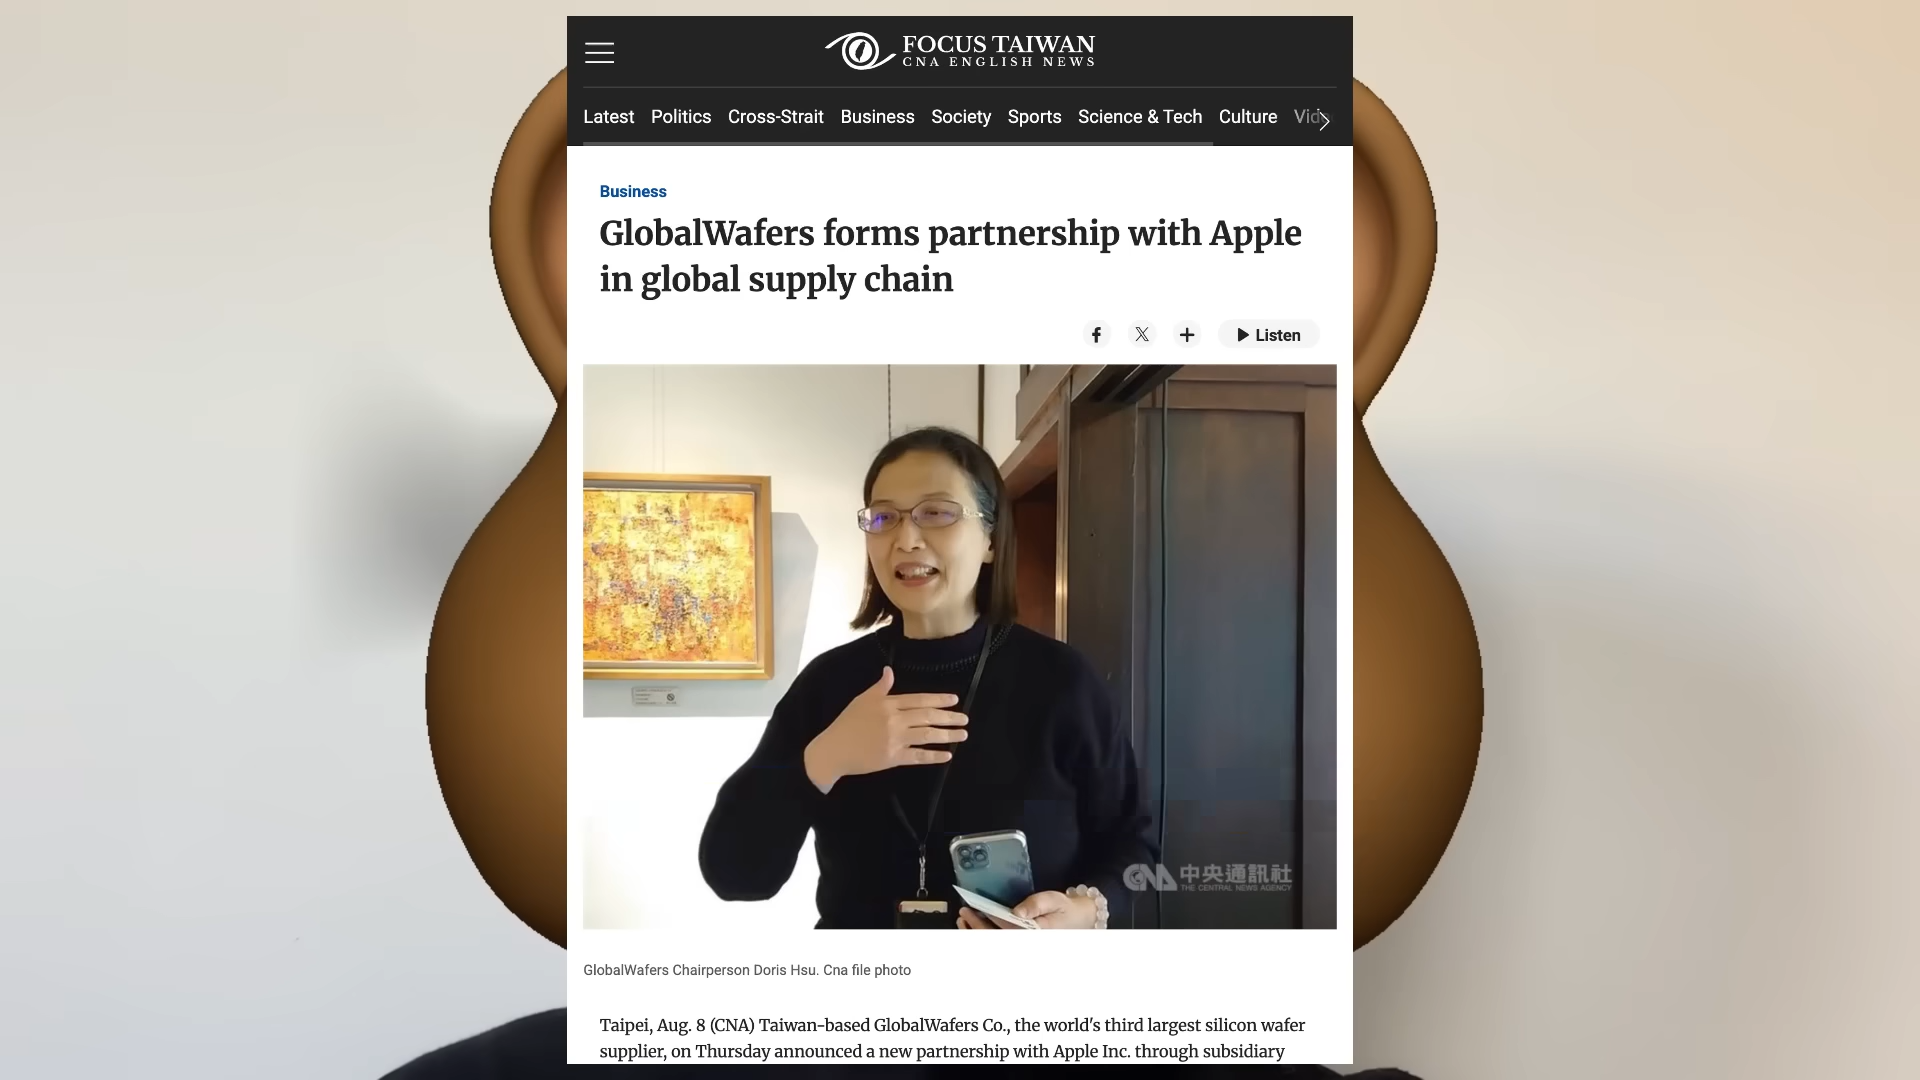 FOCUS TAIWAN
CNA ENGLISH NEWS
Latest Politics Cross-Strait Business Society Sports Science & Tech Culture
Business
GlobalWafers forms partnership with Apple
in global supply chain
Listen
中央通訊社
THE CENTRAL NEWS AGENCY
GlobalWafers Chairperson Doris Hsu. Cna file photo
Taipei, Aug. 8 (CNA) Taiwan-based GlobalWafers Co., the world's third largest silicon wafer
supplier, on Thursday announced a new partnership with Apple Inc. through subsidiary